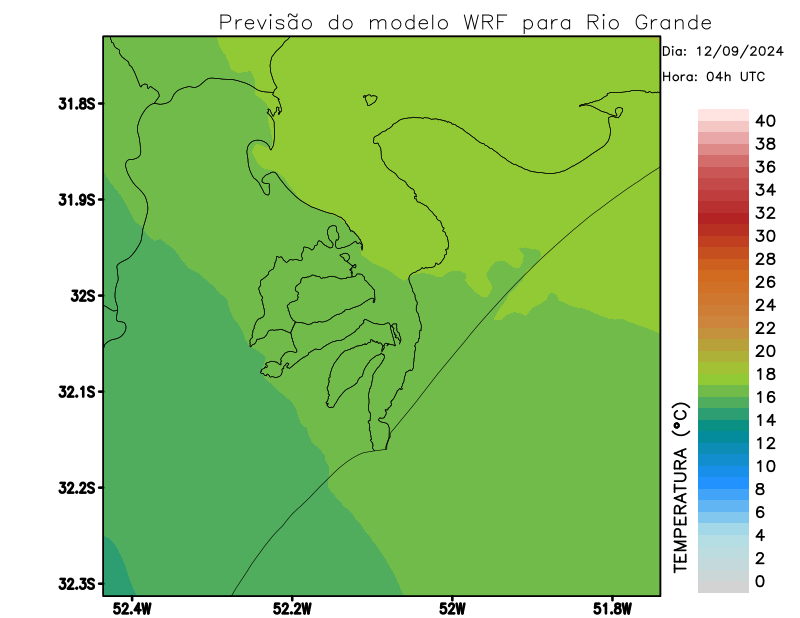 Previsão do modelo WRF para Rio Grande
Dia: 12/09/2024
Hora: 04h UTC
31.8S
31.9S
32S
32.1S
32.2S
32.3S
52.4W
52.2W
52W
51.8W
TEMPERATURA (°C)
40
38
36
34
32
30
28
26
24
22
20
18
16
14
12
10
8
6
4
2
0